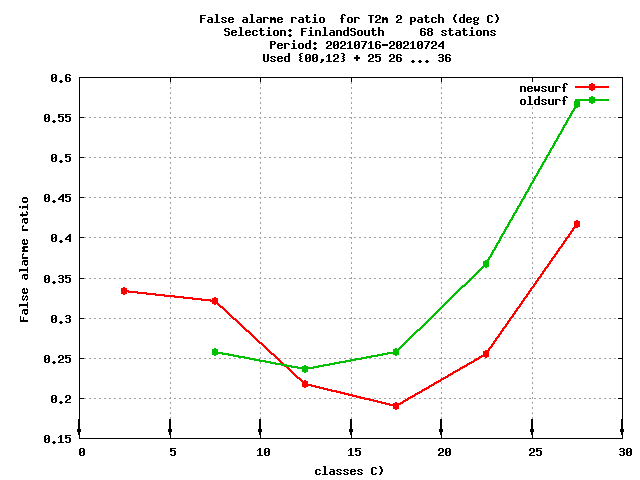 False alarme ratio  for T2m 2 patch (deg C)
Selection: FinlandSouth     68 stations
Period: 20210716-20210724
Used {00,12} + 25 26 ... 36
newsurf
oldsurf
0.6
0.55
0.5
0.45
0.4
0.35
0.3
0.25
0.2
0.15
False alarme ratio
0 5 10 15 20 25 30
classes C)